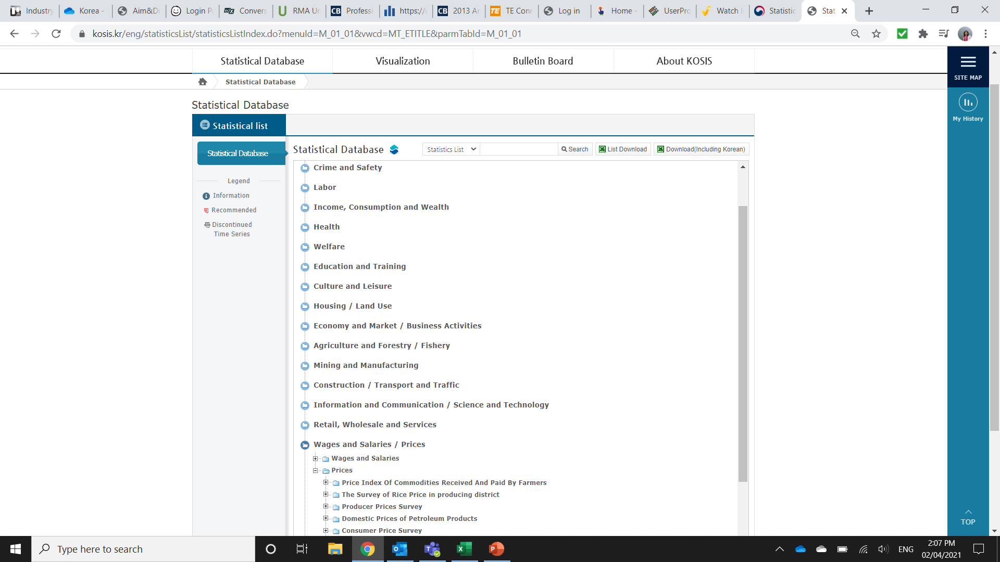 Industry
Korea -
Aim&Dr
Login Pa
Convers
RMA Un
Professi
https://
2013 A
TE Conn
Log in
Home -
UserPro
Watch
Statistic
Stat
kosis.kr/eng/statisticsList/statisticsListIndex.do?menuId=M_01_01&vwcd=MT_ETITLE&parmTabId=M_01_01
Statistical Database
Visualization
Bulletin Board
About KOSIS
SITE MAP
My History
Statistical Database
Statistical Database
Statistical list
Statistical Database
Legend
Information
Recommended
Discontinued
Time Series
Statistical Database
Statistics List
Search
List Download
Download(Including Korean)
Crime and Safety
Labor
Income, Consumption and Wealth
Health
Welfare
Education and Training
Culture and Leisure
Housing / Land Use
Economy and Market / Business Activities
Agriculture and Forestry / Fishery
Mining and Manufacturing
Construction / Transport and Traffic
Information and Communication / Science and Technology
Retail, Wholesale and Services
Wages and Salaries / Prices
Wages and Salaries
Prices
Price Index Of Commodities Received And Paid By Farmers
The Survey of Rice Price in producing district
Producer Prices Survey
Domestic Prices of Petroleum Products
Consumer Price Survey
TOP
Type here to search
ENG
2:07 PM
02/04/2021